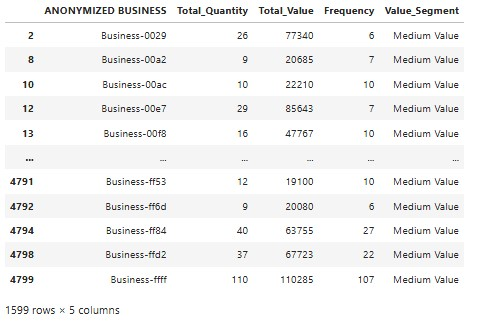 ANONYMIZED BUSINESS Total_Quantity Total_Value Frequency Value_Segment
2 Business-0029 26 77340 6 Medium Value
8 Business-00a2 9 20685 7 Medium Value
10 Business-00ac 10 22210 10 Medium Value
12 Business-00e7 29 85643 7 Medium Value
13 Business-00f8 16 47767 10 Medium Value
... ... ... ... ... ...
4791 Business-ff53 12 19100 10 Medium Value
4792 Business-ff6d 9 20080 6 Medium Value
4794 Business-ff84 40 63755 27 Medium Value
4798 Business-ffd2 37 67723 22 Medium Value
4799 Business-ffff 110 110285 107 Medium Value
1599 rows × 5 columns